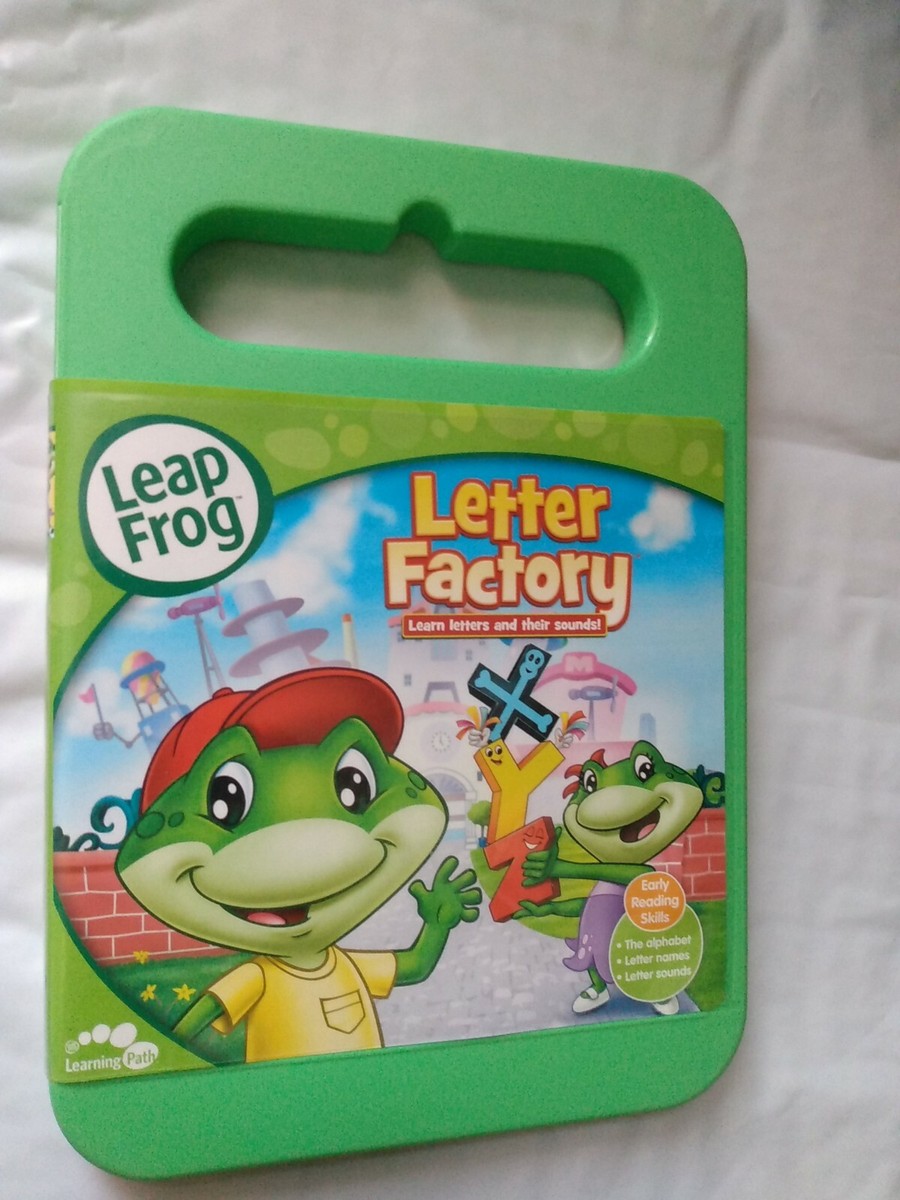 Leap
Frog™
Letter
Factory
Learn letters and their sounds!
M
X
Y
Z
Early
Reading
Skills
• The alphabet
• Letter names
• Letter sounds
Learning Path